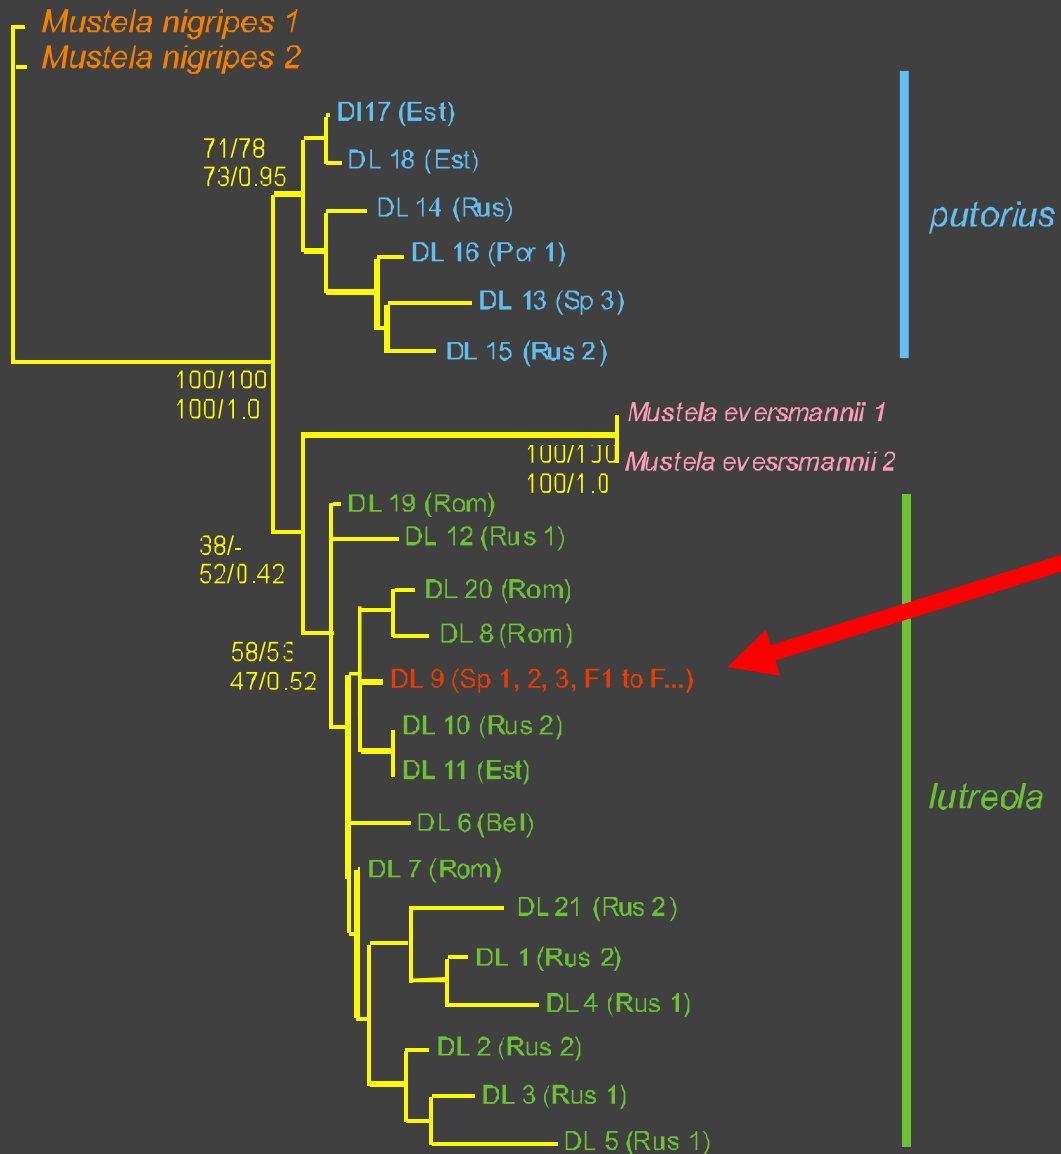 Mustela nigripes 1
Mustela nigripes 2
Dl17 (Est)
71/78
73/0.95
DL 18 (Est)
DL 14 (Rus)
putorius
DL 16 (Por 1)
DL 13 (Sp 3)
DL 15 (Rus 2)
100/100
100/1.0
Mustela eversmannii 1
100/100
100/1.0
Mustela evesrsmannii 2
DL 19 (Rom)
DL 12 (Rus 1)
38/-
52/0.42
DL 20 (Rom)
DL 8 (Rom)
58/53
47/0.52
DL 9 (Sp 1, 2, 3, F1 to F...)
DL 10 (Rus 2)
DL 11 (Est)
lutreola
DL 6 (Bel)
DL 7 (Rom)
DL 21 (Rus 2)
DL 1 (Rus 2)
DL 4 (Rus 1)
DL 2 (Rus 2)
DL 3 (Rus 1)
DL 5 (Rus 1)